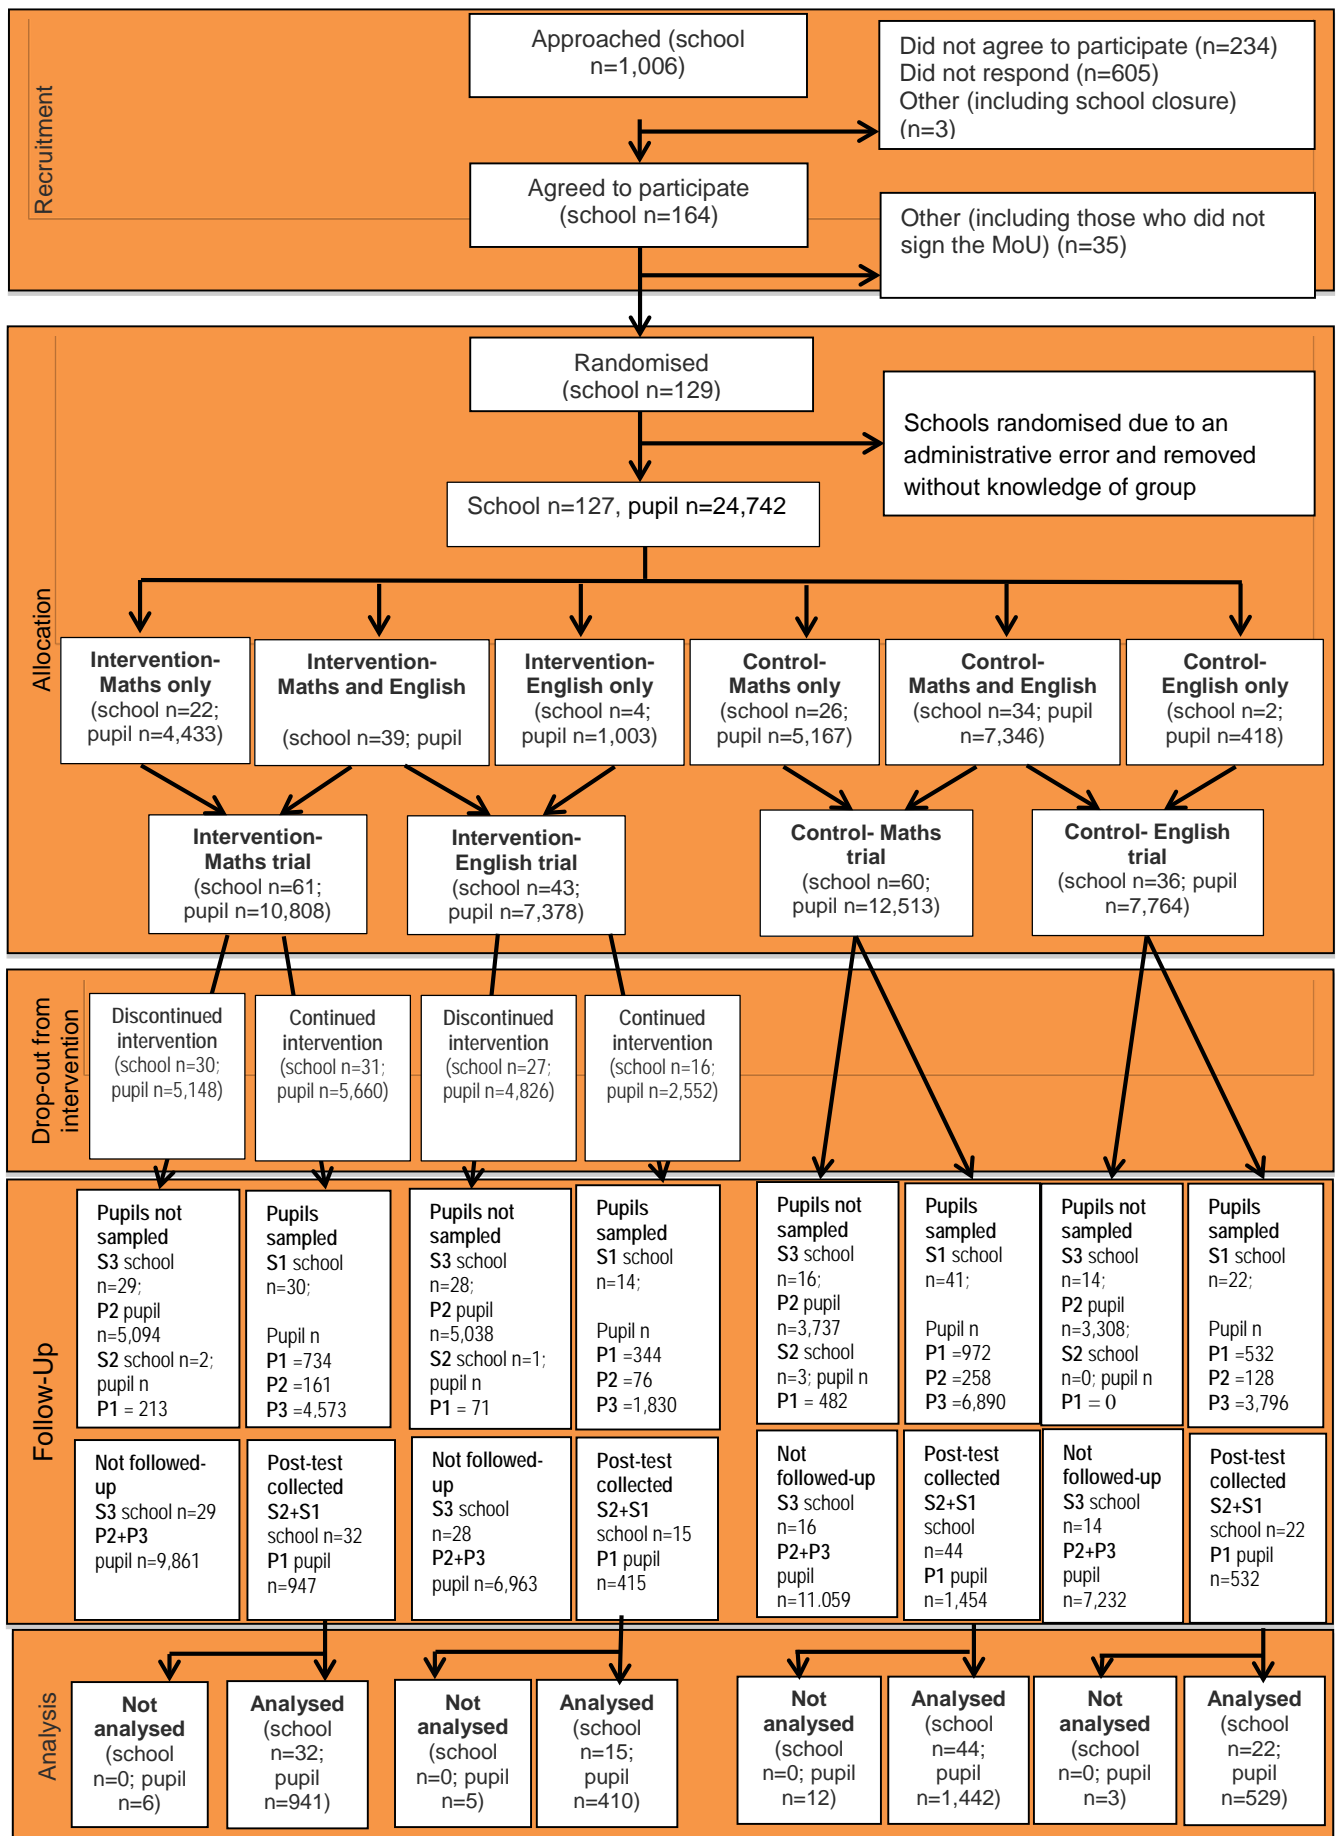 Recruitment
Approached (school
n=1,006)
Did not agree to participate (n=234)
Did not respond (n=605)
Other (including school closure)
(n=3)
Agreed to participate
(school n=164)
Other (including those who did not
sign the MoU) (n=35)
Allocation
Randomised
(school n=129)
Schools randomised due to an
administrative error and removed
without knowledge of group
School n=127, pupil n=24,742
Intervention-
Maths only
(school n=22;
pupil n=4,433)
Intervention-
Maths and English
(school n=39; pupil
Intervention-
English only
(school n=4;
pupil n=1,003)
Control-
Maths only
(school n=26;
pupil n=5,167)
Control-
Maths and English
(school n=34; pupil
n=7,346)
Control-
English only
(school n=2;
pupil n=418)
Intervention-
Maths trial
(school n=61;
pupil n=10,808)
Intervention-
English trial
(school n=43;
pupil n=7,378)
Control- Maths
trial
(school n=60;
pupil n=12,513)
Control- English
trial
(school n=36; pupil
n=7,764)
Drop-out from
intervention
Discontinued
intervention
(school n=30;
pupil n=5,148)
Continued
intervention
(school n=31;
pupil n=5,660)
Discontinued
intervention
(school n=27;
pupil n=4,826)
Continued
intervention
(school n=16;
pupil n=2,552)
Follow-Up
Pupils not
sampled
S3 school
n=29;
P2 pupil
n=5,094
S2 school n=2;
pupil n
P1 = 213
Pupils
sampled
S1 school
n=30;
Pupil n
P1 =734
P2 =161
P3 =4,573
Pupils not
sampled
S3 school
n=28;
P2 pupil
n=5,038
S2 school n=1;
pupil n
P1 = 71
Pupils
sampled
S1 school
n=14;
Pupil n
P1 =344
P2 =76
P3 =1,830
Pupils not
sampled
S3 school
n=16;
P2 pupil
n=3,737
S2 school
n=3; pupil n
P1 = 482
Pupils
sampled
S1 school
n=41;
Pupil n
P1 =972
P2 =258
P3 =6,890
Pupils not
sampled
S3 school
n=14;
P2 pupil
n=3,308;
S2 school
n=0; pupil n
P1 = 0
Pupils
sampled
S1 school
n=22;
Pupil n
P1 =532
P2 =128
P3 =3,796
Not followed-
up
S3 school n=29
P2+P3
pupil n=9,861
Post-test
collected
S2+S1
school n=32
P1 pupil
n=947
Not followed-
up
S3 school
n=28
P2+P3
pupil n=6,963
Post-test
collected
S2+S1
school n=15
P1 pupil
n=415
Not
followed-up
S3 school
n=16
P2+P3
pupil
n=11.059
Post-test
collected
S2+S1
school
n=44
P1 pupil
n=1,454
Not
followed-up
S3 school
n=14
P2+P3
pupil
n=7,232
Post-test
collected
S2+S1
school n=22
P1 pupil
n=532
Analysis
Not
analysed
(school
n=0; pupil
n=6)
Analysed
(school
n=32;
pupil
n=941)
Not
analysed
(school
n=0; pupil
n=5)
Analysed
(school
n=15;
pupil
n=410)
Not
analysed
(school
n=0; pupil
n=12)
Analysed
(school
n=44;
pupil
n=1,442)
Not
analysed
(school
n=0; pupil
n=3)
Analysed
(school
n=22;
pupil
n=529)